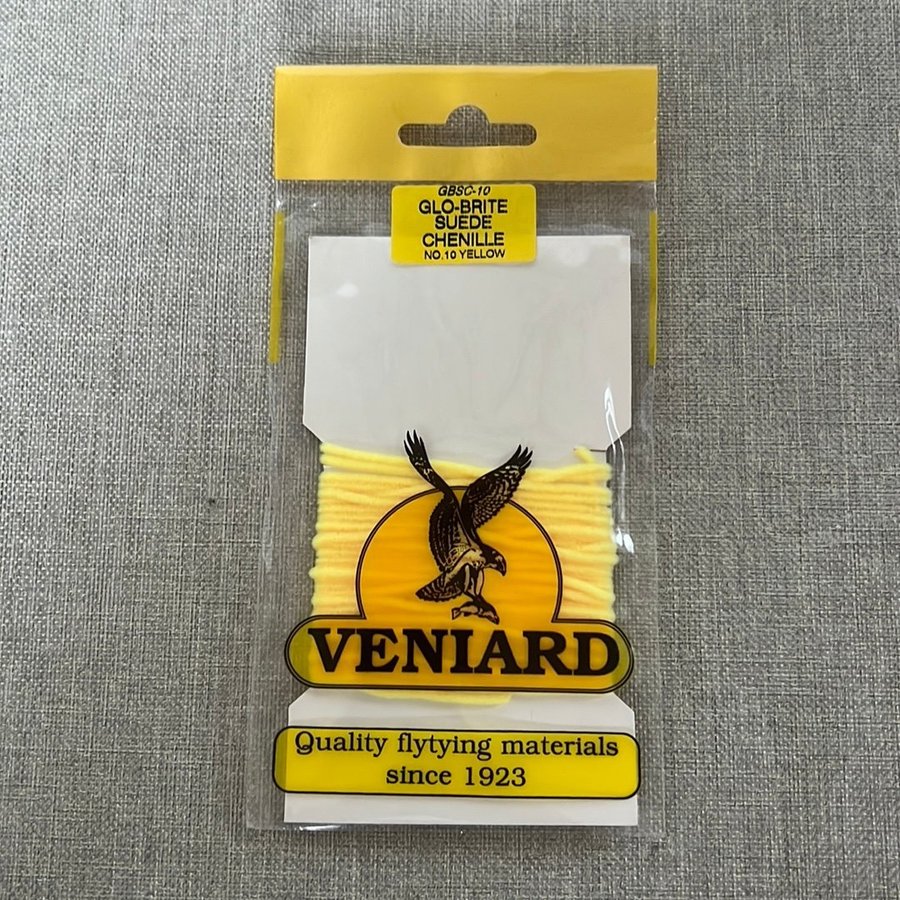 GBSC-10
GLO-BRITE
SUEDE
CHENILLE
NO.10 YELLOW
VENIARD
Quality flytying materials
since 1923